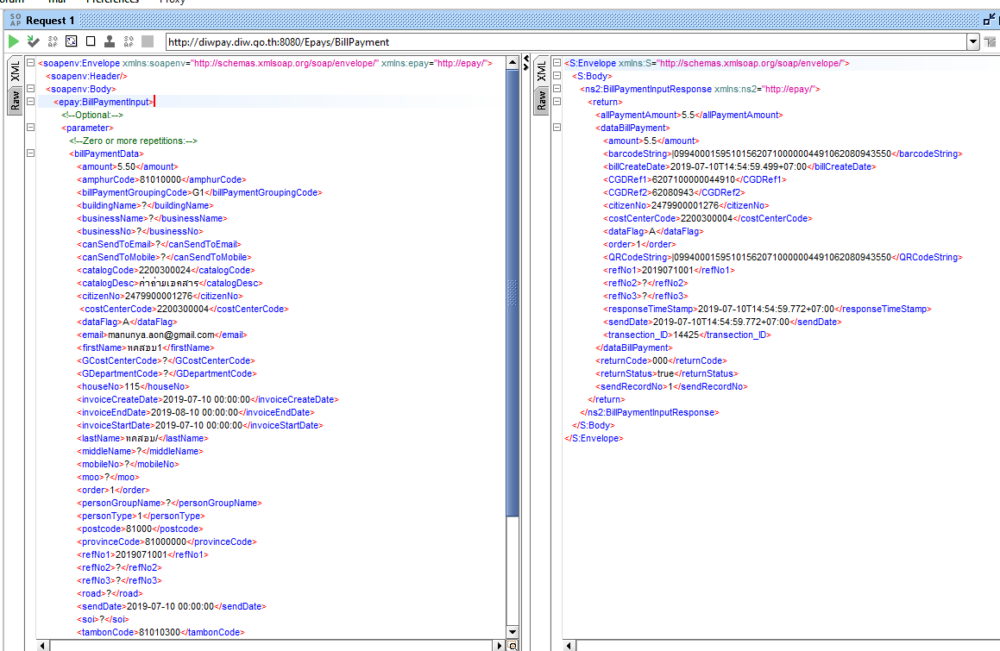 Trial Preferences Proxy
SOAP Request 1
http://diwpay.diw.go.th:8080/Epays/BillPayment
XML
Raw
<soapenv:Envelope xmlns:soapenv="http://schemas.xmlsoap.org/soap/envelope/" xmlns:epay="http://epay/">
<soapenv:Header/>
<soapenv:Body>
<epay:BillPaymentInput>
<!--Optional:-->
<parameter>
<!--Zero or more repetitions:-->
<billPaymentData>
<amount>5.50</amount>
<amphurCode>81010000</amphurCode>
<billPaymentGroupingCode>G1</billPaymentGroupingCode>
<buildingName>?</buildingName>
<businessName>?</businessName>
<businessNo>?</businessNo>
<canSendToEmail>?</canSendToEmail>
<canSendToMobile>?</canSendToMobile>
<catalogCode>2200300024</catalogCode>
<catalogDesc>ค่าถ่ายเอกสาร</catalogDesc>
<citizenNo>2479900001276</citizenNo>
<costCenterCode>2200300004</costCenterCode>
<dataFlag>A</dataFlag>
<email>manunya.aon@gmail.com</email>
<firstName>ทดสอบ1</firstName>
<GCostCenterCode>?</GCostCenterCode>
<GDepartmentCode>?</GDepartmentCode>
<houseNo>115</houseNo>
<invoiceCreateDate>2019-07-10 00:00:00</invoiceCreateDate>
<invoiceEndDate>2019-08-10 00:00:00</invoiceEndDate>
<invoiceStartDate>2019-07-10 00:00:00</invoiceStartDate>
<lastName>ทดสอบ/</lastName>
<middleName>?</middleName>
<mobileNo>?</mobileNo>
<moo>?</moo>
<order>1</order>
<personGroupName>?</personGroupName>
<personType>1</personType>
<postcode>81000</postcode>
<provinceCode>81000000</provinceCode>
<refNo1>2019071001</refNo1>
<refNo2>?</refNo2>
<refNo3>?</refNo3>
<road>?</road>
<sendDate>2019-07-10 00:00:00</sendDate>
<soi>?</soi>
<tambonCode>81010300</tambonCode>
XML
Raw
<S:Envelope xmlns:S="http://schemas.xmlsoap.org/soap/envelope/">
<S:Body>
<ns2:BillPaymentInputResponse xmlns:ns2="http://epay/">
<return>
<allPaymentAmount>5.5</allPaymentAmount>
<dataBillPayment>
<amount>5.5</amount>
<barcodeString>|099400015951015620710000004491062080943550</barcodeString>
<billCreateDate>2019-07-10T14:54:59.499+07:00</billCreateDate>
<CGDRef1>6207100000044910</CGDRef1>
<CGDRef2>62080943</CGDRef2>
<citizenNo>2479900001276</citizenNo>
<costCenterCode>2200300004</costCenterCode>
<dataFlag>A</dataFlag>
<order>1</order>
<QRCodeString>|099400015951015620710000004491062080943550</QRCodeString>
<refNo1>2019071001</refNo1>
<refNo2>?</refNo2>
<refNo3>?</refNo3>
<responseTimeStamp>2019-07-10T14:54:59.772+07:00</responseTimeStamp>
<sendDate>2019-07-10T14:54:59.772+07:00</sendDate>
<transection_ID>14425</transection_ID>
</dataBillPayment>
<returnCode>000</returnCode>
<returnStatus>true</returnStatus>
<sendRecordNo>1</sendRecordNo>
</return>
</ns2:BillPaymentInputResponse>
</S:Body>
</S:Envelope>